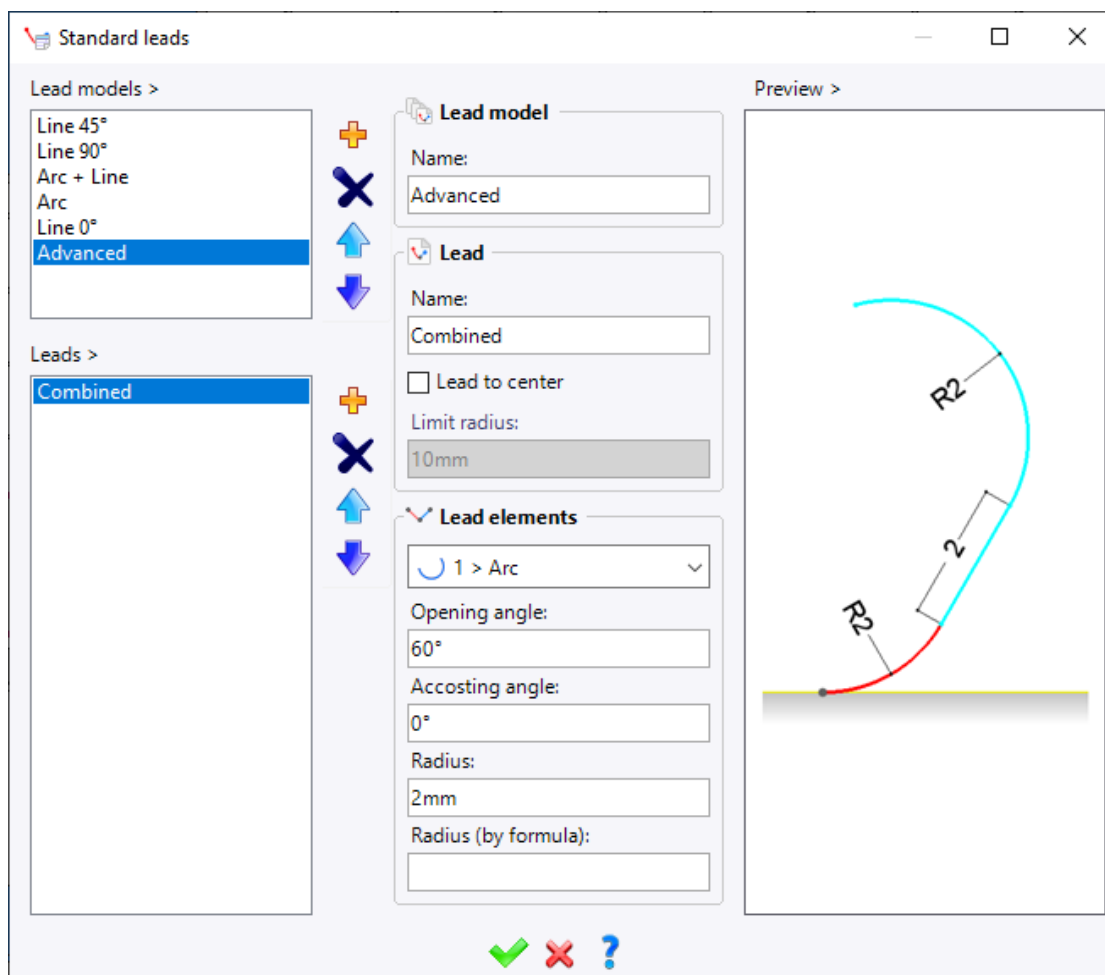 Standard leads
Lead models >
Line 45°
Line 90°
Arc + Line
Arc
Line 0°
Advanced
Leads >
Combined
Lead model
Name:
Advanced
Lead
Name:
Combined
Lead to center
Limit radius:
10mm
Lead elements
1 > Arc
Opening angle:
60°
Accosting angle:
0°
Radius:
2mm
Radius (by formula):
Preview >
R2
2
R2